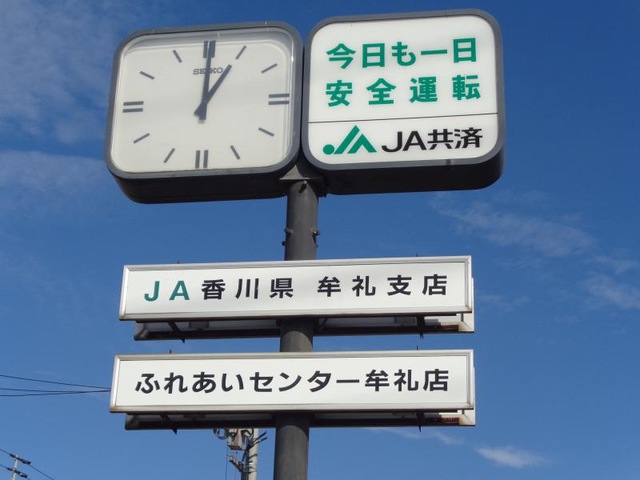 SEIKO
今日も一日
安全運転
JA共済
JA香川県 牟礼支店
ふれあいセンター牟礼店